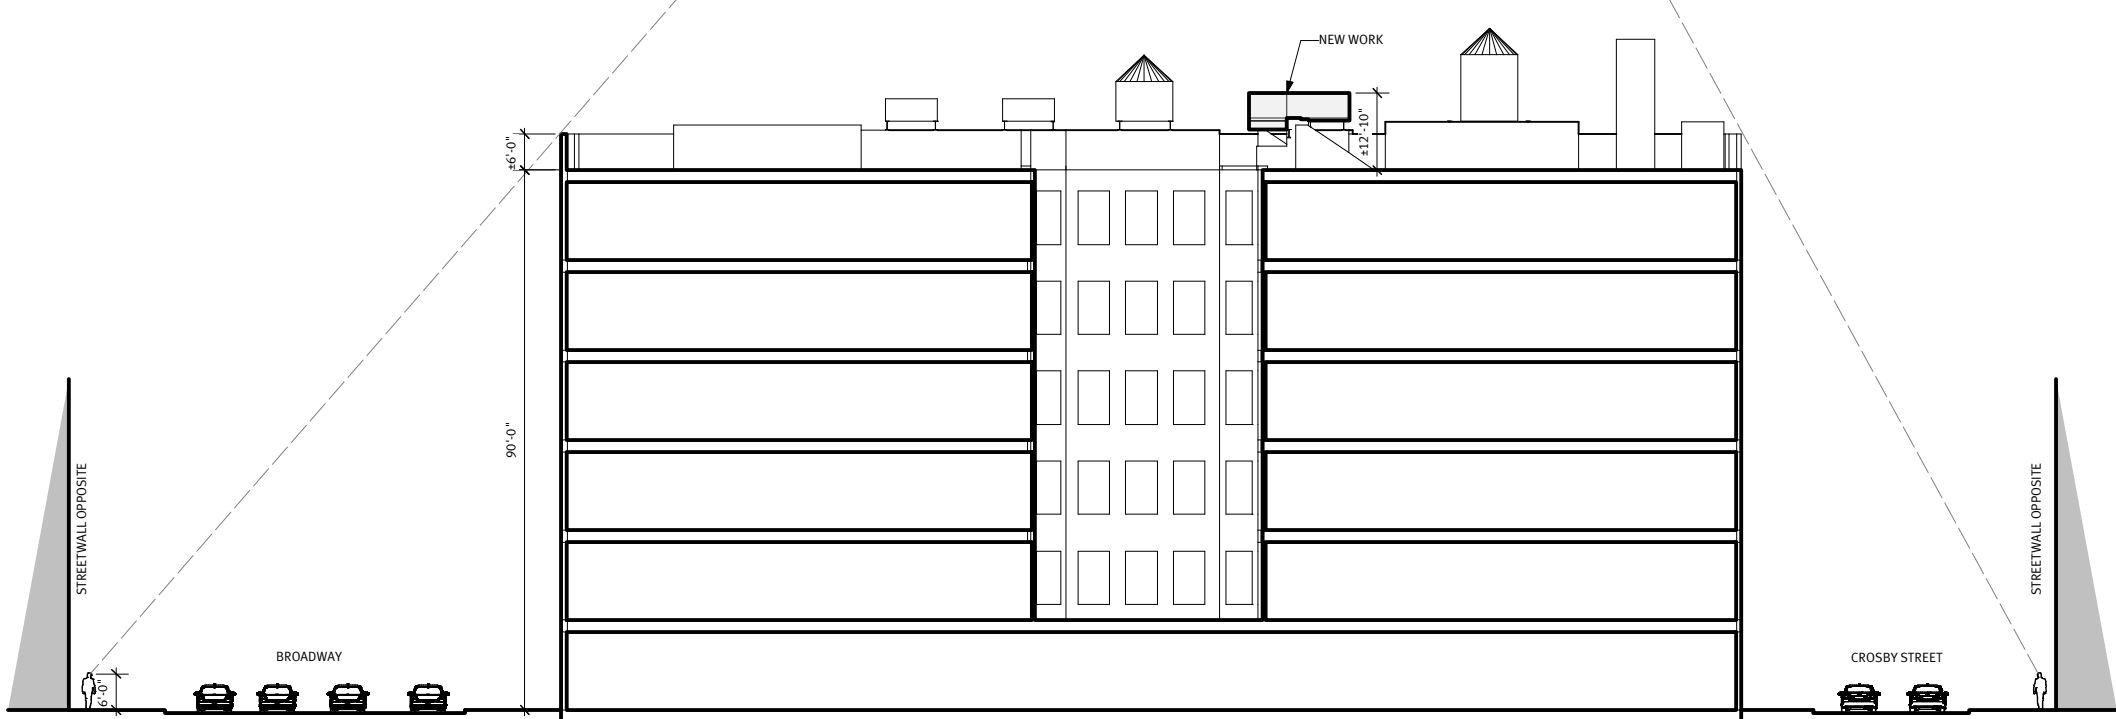 NEW WORK
±6'-0"
±12'-10"
90'-0"
STREETWALL OPPOSITE
STREETWALL OPPOSITE
BROADWAY
CROSBY STREET
6'-0"